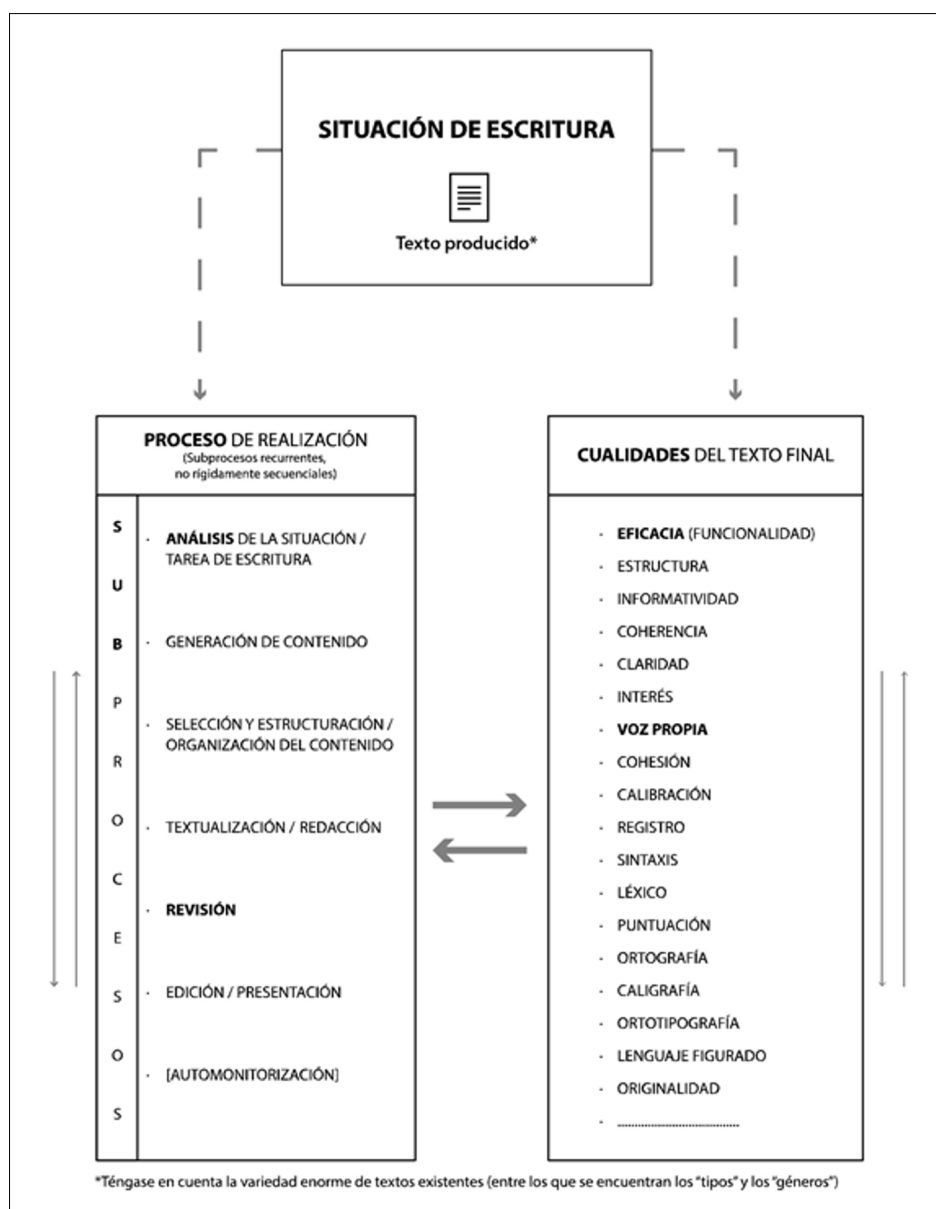 SITUACIÓN DE ESCRITURA
Texto producido*
PROCESO DE REALIZACIÓN
(Subprocesos recurrentes,
no rígidamente secuenciales)
SUBPROCESOS
· ANÁLISIS DE LA SITUACIÓN /
TAREA DE ESCRITURA
· GENERACIÓN DE CONTENIDO
· SELECCIÓN Y ESTRUCTURACIÓN /
ORGANIZACIÓN DEL CONTENIDO
· TEXTUALIZACIÓN / REDACCIÓN
· REVISIÓN
· EDICIÓN / PRESENTACIÓN
· [AUTOMONITORIZACIÓN]
CUALIDADES DEL TEXTO FINAL
· EFICACIA (FUNCIONALIDAD)
· ESTRUCTURA
· INFORMATIVIDAD
· COHERENCIA
· CLARIDAD
· INTERÉS
· VOZ PROPIA
· COHESIÓN
· CALIBRACIÓN
· REGISTRO
· SINTAXIS
· LÉXICO
· PUNTUACIÓN
· ORTOGRAFÍA
· CALIGRAFÍA
· ORTOTIPOGRAFÍA
· LENGUAJE FIGURADO
· ORIGINALIDAD
· ....................................
*Téngase en cuenta la variedad enorme de textos existentes (entre los que se encuentran los "tipos" y los "géneros")